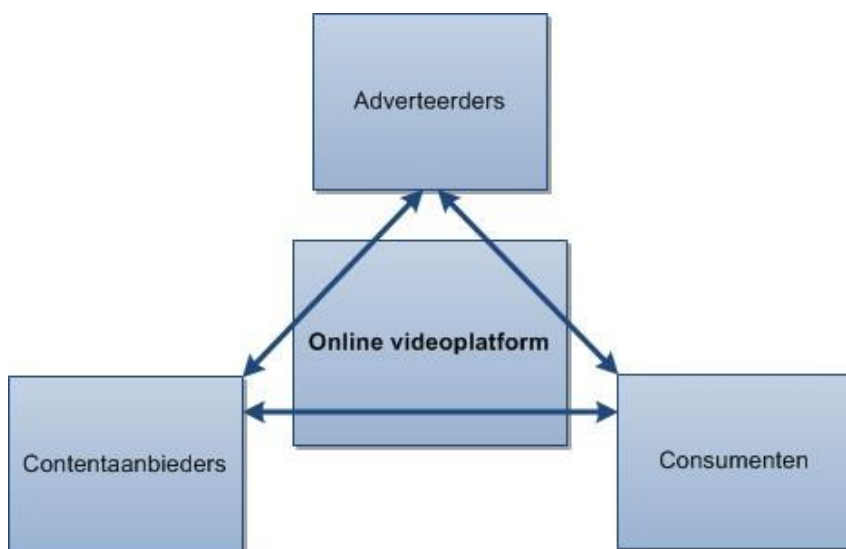 Adverteerders
Online videoplatform
Contentaanbieders
Consumenten